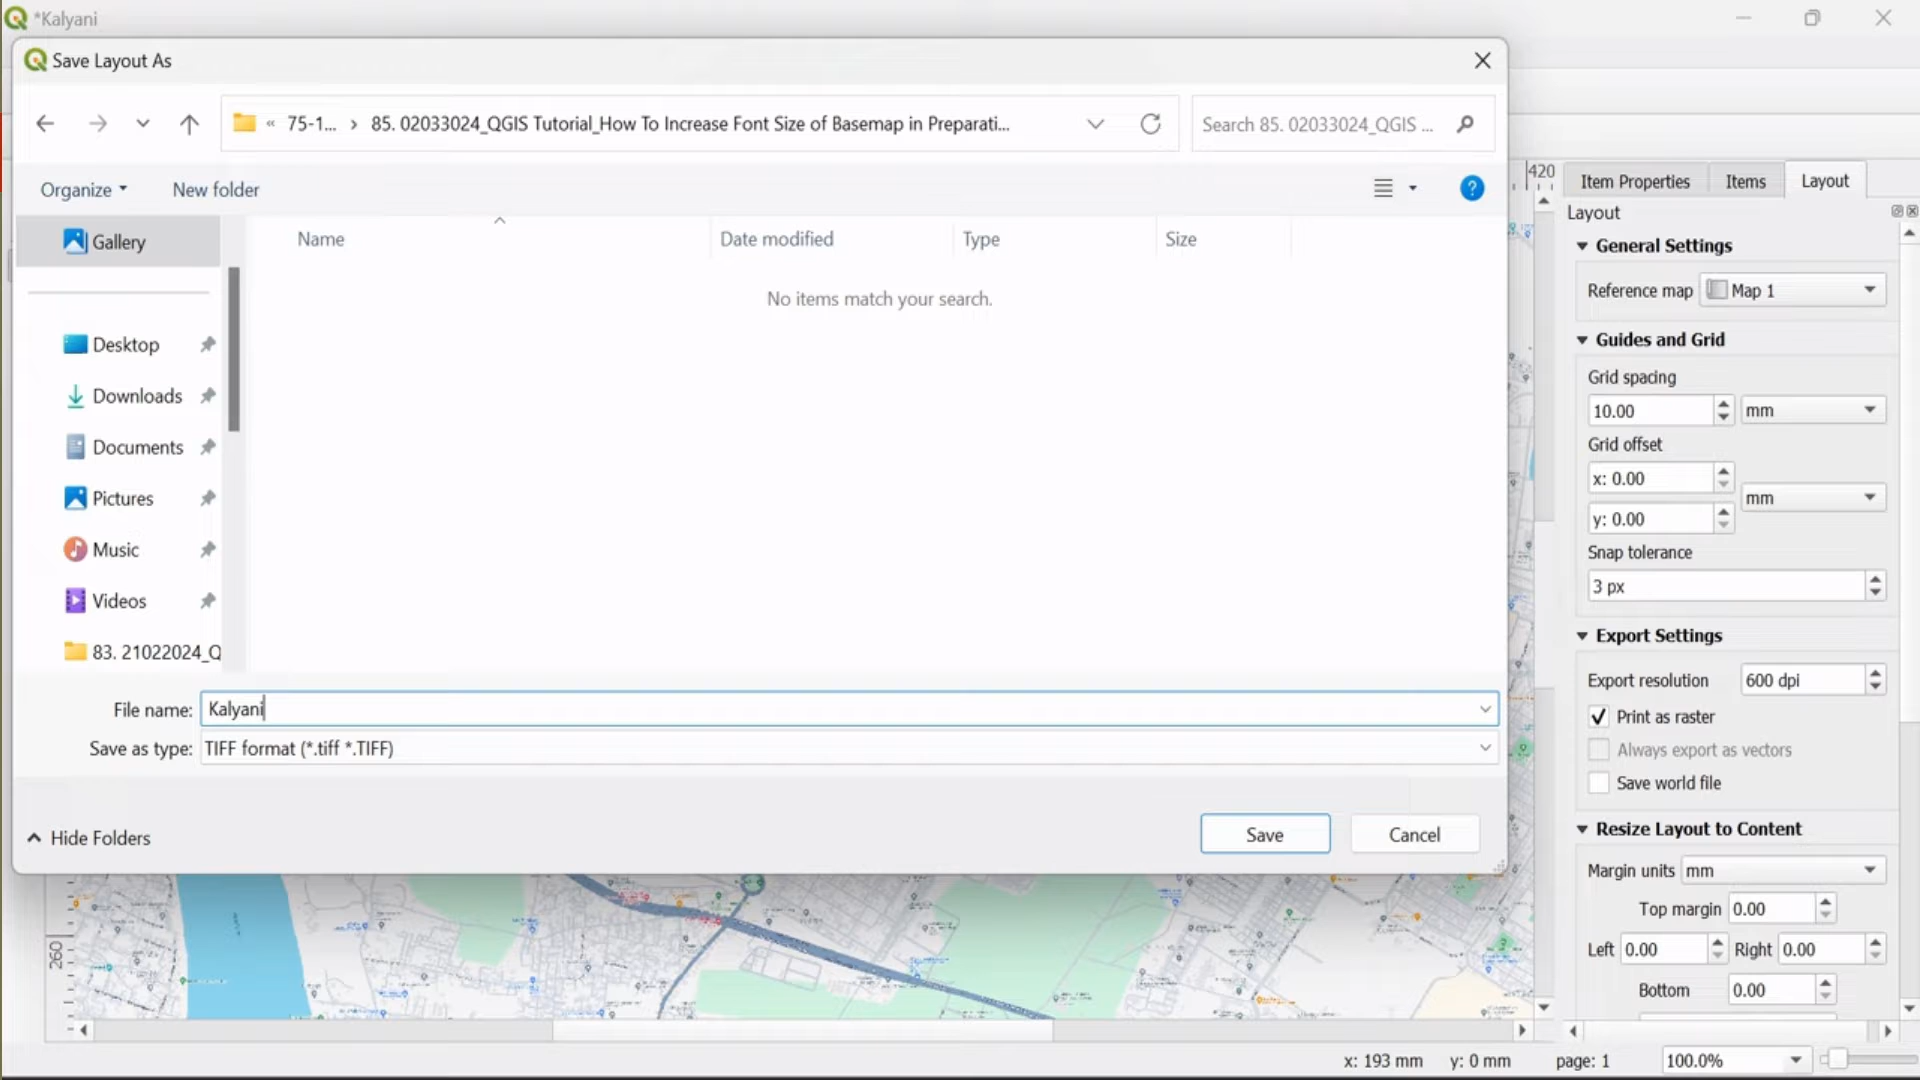 *Kalyani
Save Layout As
« 75-1... › 85. 02033024_QGIS Tutorial_How To Increase Font Size of Basemap in Preparati...
Search 85. 02033024_QGIS ...
Organize
New folder
?
Gallery
Desktop
Downloads
Documents
Pictures
Music
Videos
83. 21022024_Q
Name
Date modified
Type
Size
No items match your search.
File name: Kalyani
Save as type: TIFF format (*.tiff *.TIFF)
Hide Folders
Save
Cancel
420
Item Properties
Items
Layout
Layout
General Settings
Reference map Map 1
Guides and Grid
Grid spacing
10.00 mm
Grid offset
x: 0.00
mm
y: 0.00
Snap tolerance
3 px
Export Settings
Export resolution 600 dpi
Print as raster
Always export as vectors
Save world file
Resize Layout to Content
Margin units mm
Top margin 0.00
Left 0.00 Right 0.00
Bottom 0.00
260
x: 193 mm y: 0 mm page: 1 100.0%